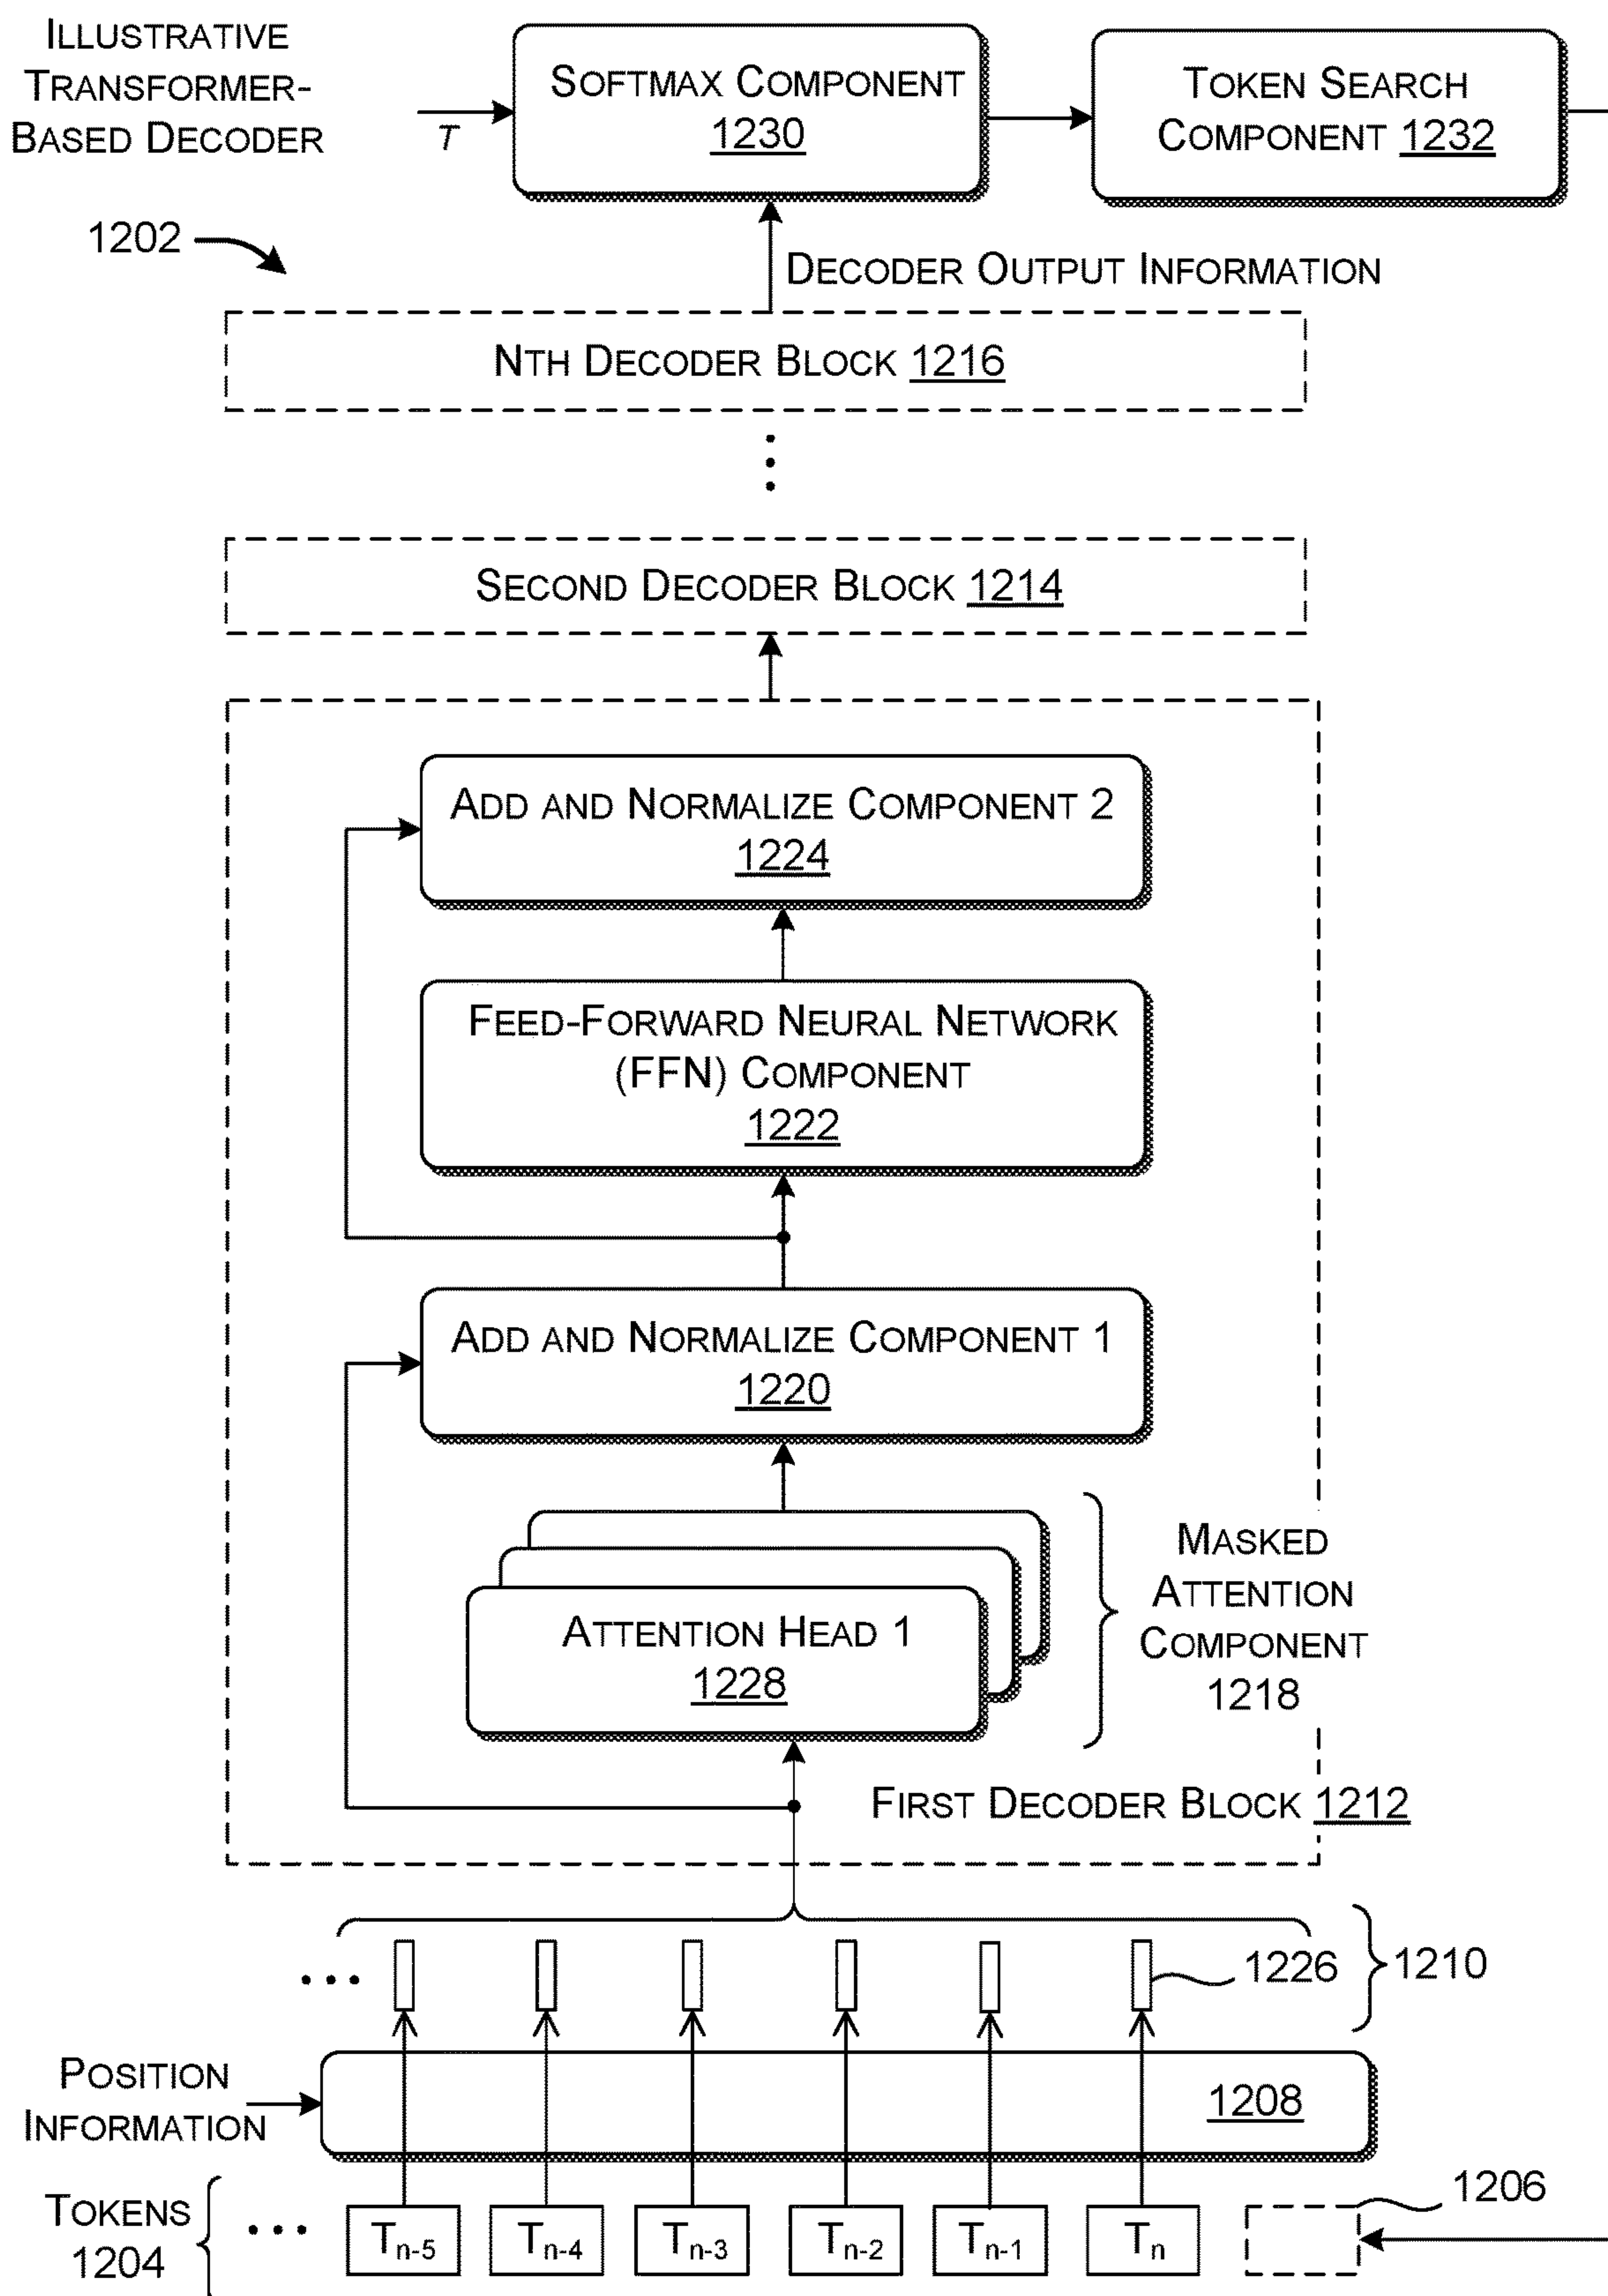 ILLUSTRATIVE
TRANSFORMER-
BASED DECODER
T
SOFTMAX COMPONENT
1230
TOKEN SEARCH
COMPONENT 1232
1202
DECODER OUTPUT INFORMATION
NTH DECODER BLOCK 1216
SECOND DECODER BLOCK 1214
ADD AND NORMALIZE COMPONENT 2
1224
FEED-FORWARD NEURAL NETWORK
(FFN) COMPONENT
1222
ADD AND NORMALIZE COMPONENT 1
1220
ATTENTION HEAD 1
1228
MASKED
ATTENTION
COMPONENT
1218
FIRST DECODER BLOCK 1212
• • •
1226
1210
POSITION
INFORMATION
1208
TOKENS
1204
• • •
Tn-5
Tn-4
Tn-3
Tn-2
Tn-1
Tn
1206